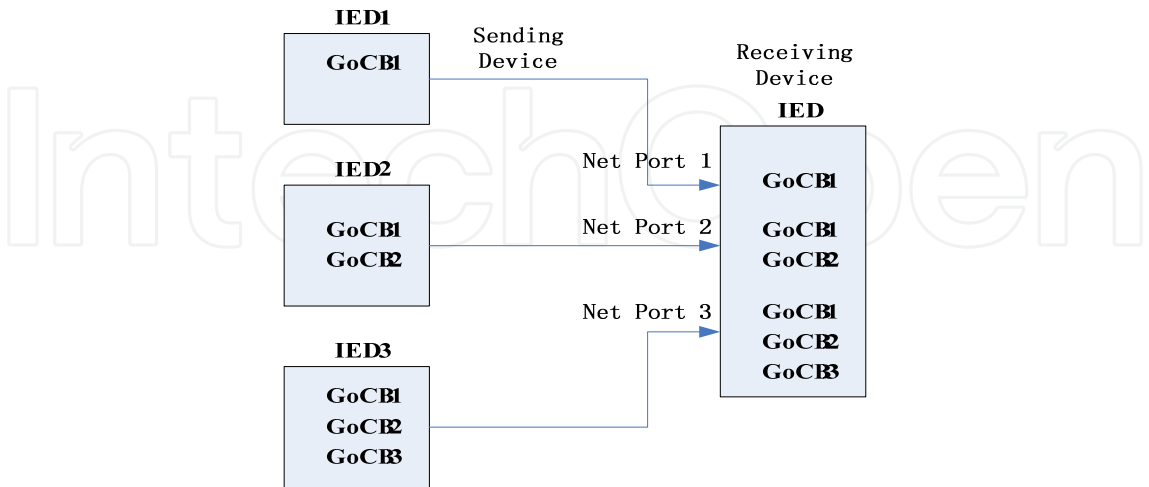 IED1
GoCB1
Sending
Device
Receiving
Device
IED
IntechOpen
Net Port 1
GoCB1
IED2
GoCB1
GoCB2
Net Port 2
GoCB1
GoCB2
Net Port 3
GoCB1
GoCB2
GoCB3
IED3
GoCB1
GoCB2
GoCB3